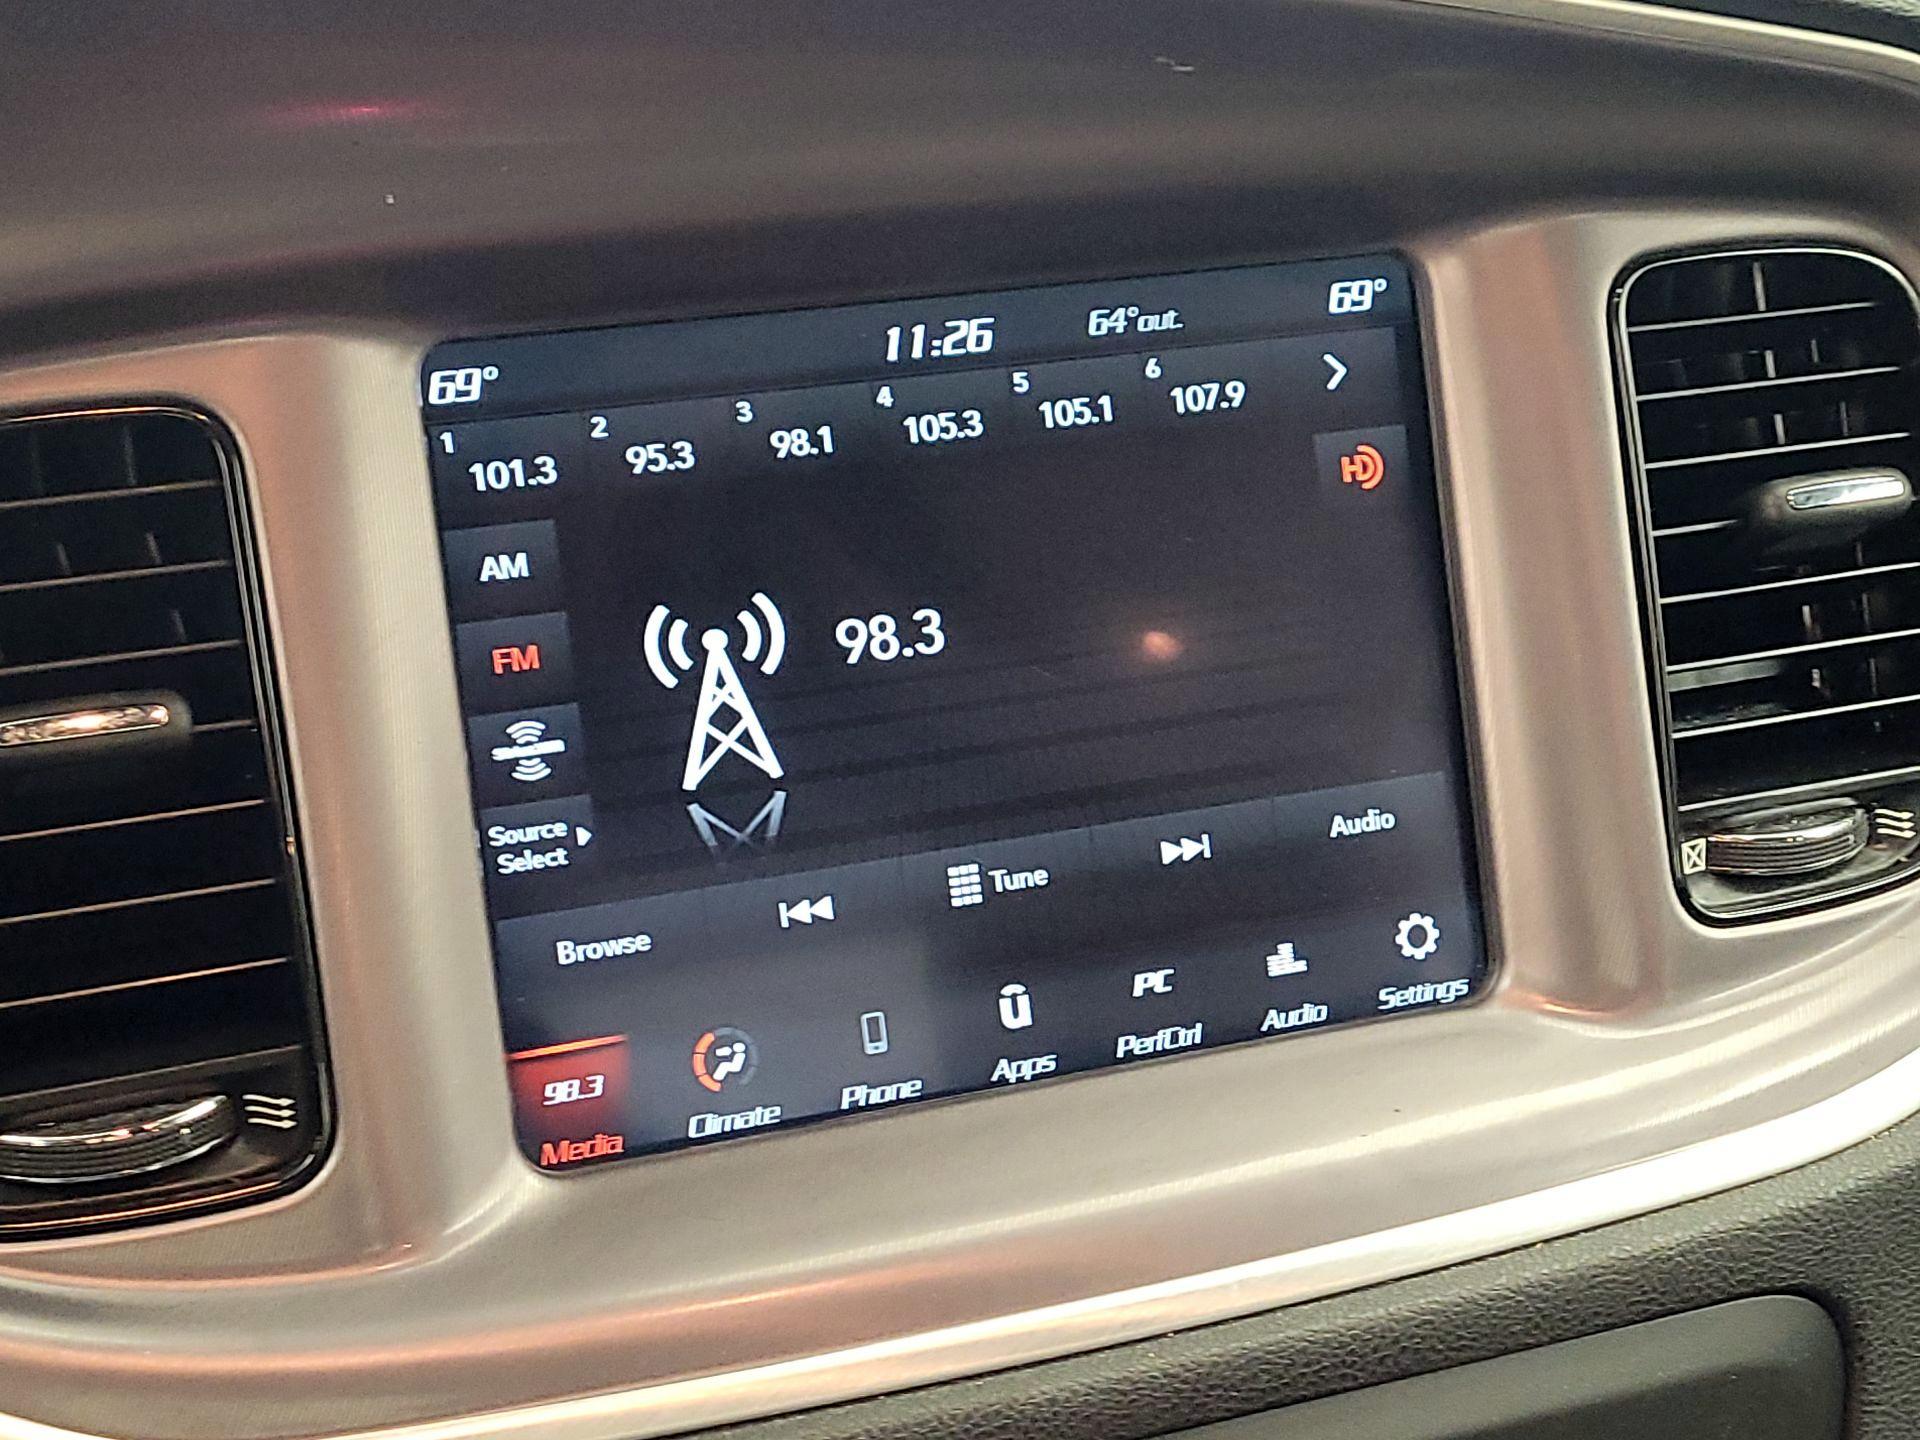 69° 11:26 64°out. 69°
1 101.3 2 95.3 3 98.1 4 105.3 5 105.1 6 107.9
HD
AM
FM
98.3
Source
Select
Browse Tune Audio
98.3 PC
Media Climate Phone Apps PerfCtrl Audio Settings